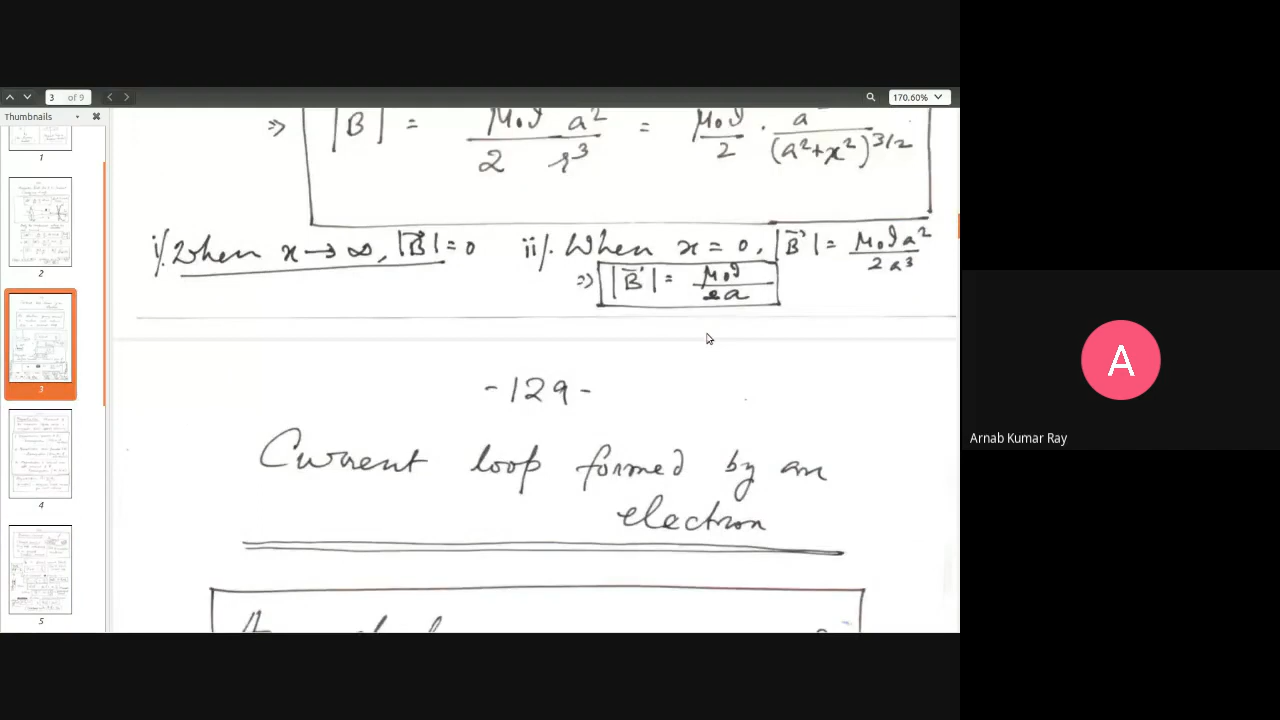 3 of 9
170.60%
Thumbnails
1
2
3
4
5
=> |B| = μ₀I a² / 2 r³ = μ₀I / 2 · a² / (a²+x²)^3/2
i/. When x → ∞, |B⃗| = 0 ii/. When x = 0, |B⃗| = μ₀I a² / 2a³
=> |B⃗| = μ₀I / 2a
-129-
Current loop formed by an
electron
A
Arnab Kumar Ray